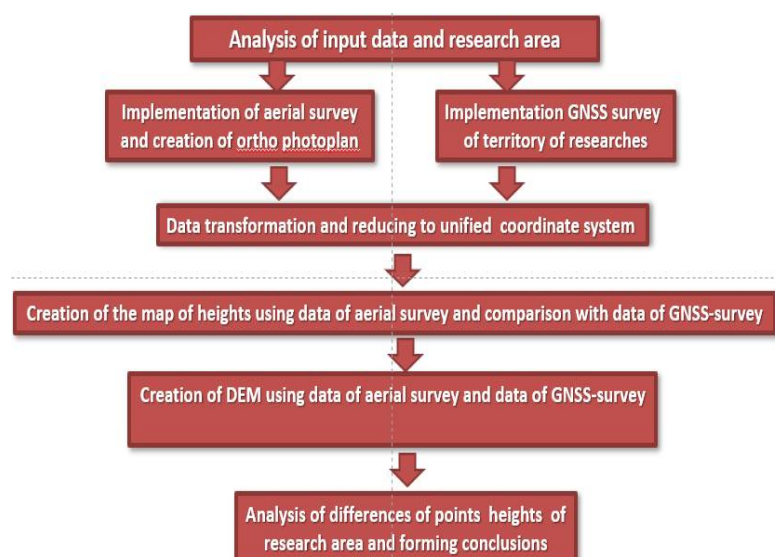 Analysis of input data and research area
Implementation of aerial survey
and creation of ortho photoplan
Implementation GNSS survey
of territory of researches
Data transformation and reducing to unified coordinate system
Creation of the map of heights using data of aerial survey and comparison with data of GNSS-survey
Creation of DEM using data of aerial survey and data of GNSS-survey
Analysis of differences of points heights of
research area and forming conclusions